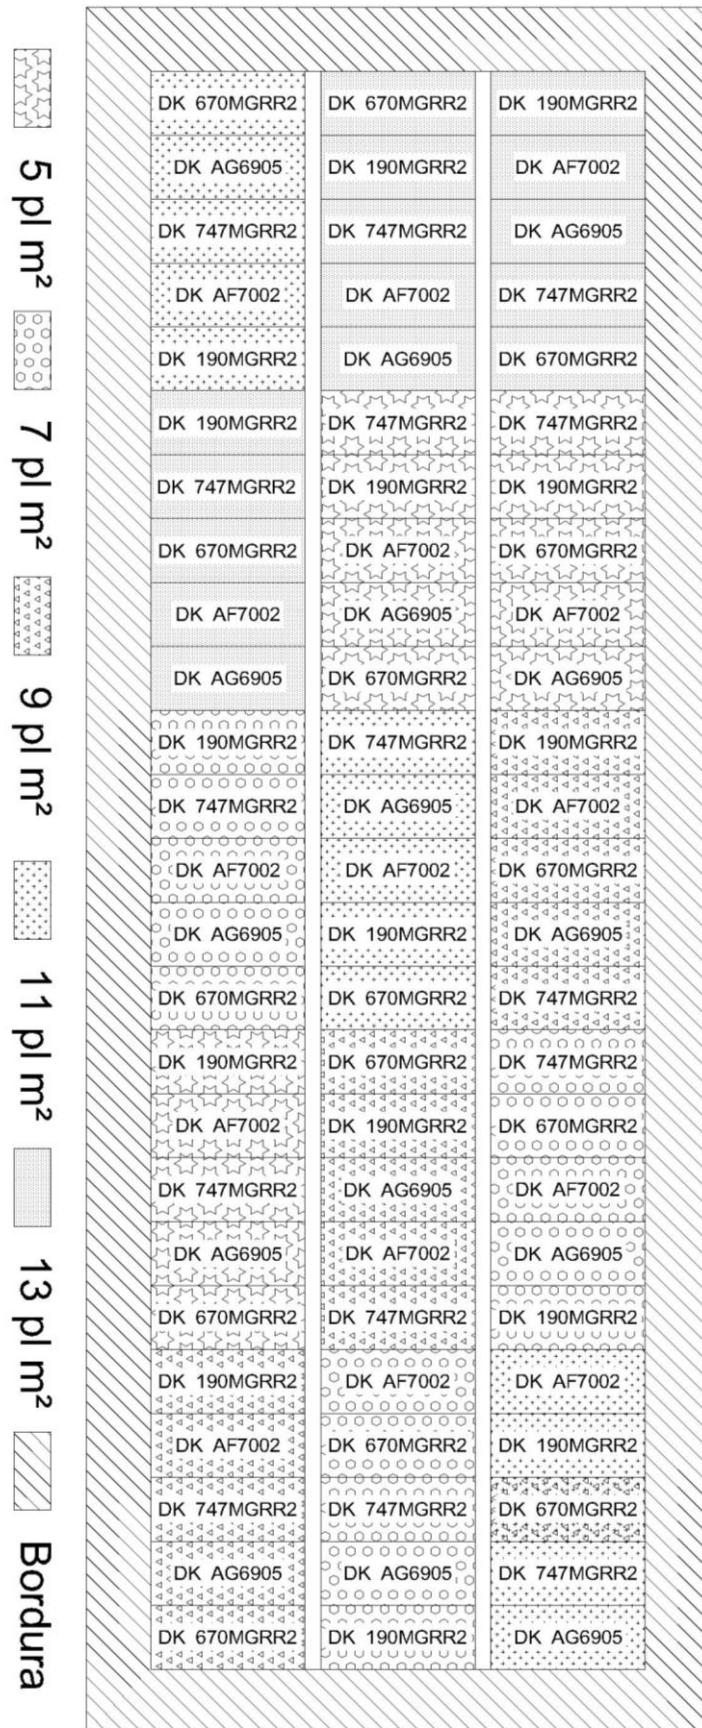 DK 670MGRR2 DK 670MGRR2 DK 190MGRR2
DK AG6905 DK 190MGRR2 DK AF7002
DK 747MGRR2 DK 747MGRR2 DK AG6905
DK AF7002 DK AF7002 DK 747MGRR2
DK 190MGRR2 DK AG6905 DK 670MGRR2
DK 190MGRR2 DK 747MGRR2 DK 747MGRR2
DK 747MGRR2 DK 190MGRR2 DK 190MGRR2
DK 670MGRR2 DK AF7002 DK 670MGRR2
DK AF7002 DK AG6905 DK AF7002
DK AG6905 DK 670MGRR2 DK AG6905
DK 190MGRR2 DK 747MGRR2 DK 190MGRR2
DK 747MGRR2 DK AG6905 DK AF7002
DK AF7002 DK AF7002 DK 670MGRR2
DK AG6905 DK 190MGRR2 DK AG6905
DK 670MGRR2 DK 670MGRR2 DK 747MGRR2
DK 190MGRR2 DK 670MGRR2 DK 747MGRR2
DK AF7002 DK 190MGRR2 DK 670MGRR2
DK 747MGRR2 DK AG6905 DK AF7002
DK AG6905 DK AF7002 DK AG6905
DK 670MGRR2 DK 747MGRR2 DK 190MGRR2
DK 190MGRR2 DK AF7002 DK AF7002
DK AF7002 DK 670MGRR2 DK 190MGRR2
DK 747MGRR2 DK 747MGRR2 DK 670MGRR2
DK AG6905 DK AG6905 DK 747MGRR2
DK 670MGRR2 DK 190MGRR2 DK AG6905
5 pl m² 7 pl m² 9 pl m² 11 pl m² 13 pl m² Bordura